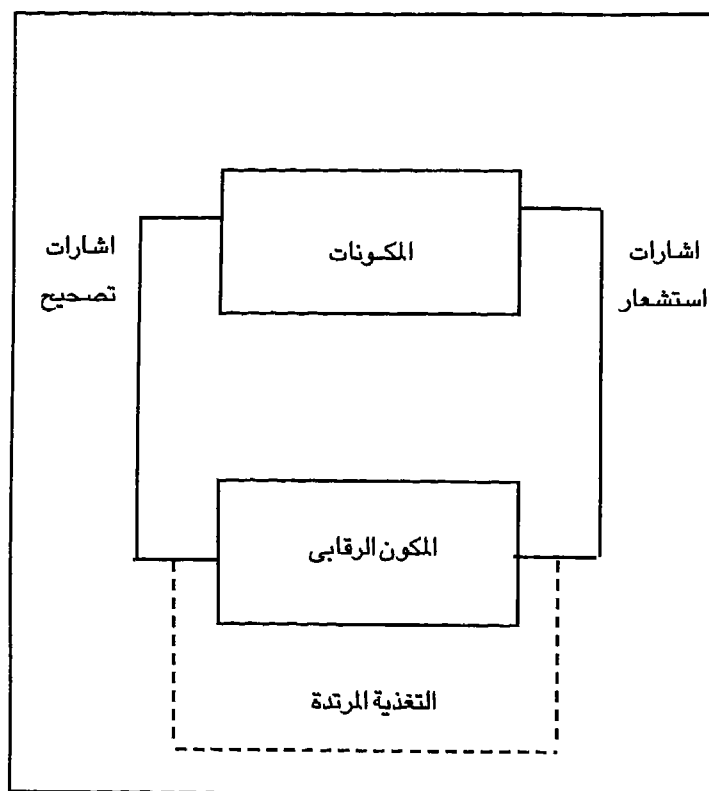 المكونات
اشارات
استشعار
اشارات
تصحيح
المكون الرقابى
التغذية المرتدة